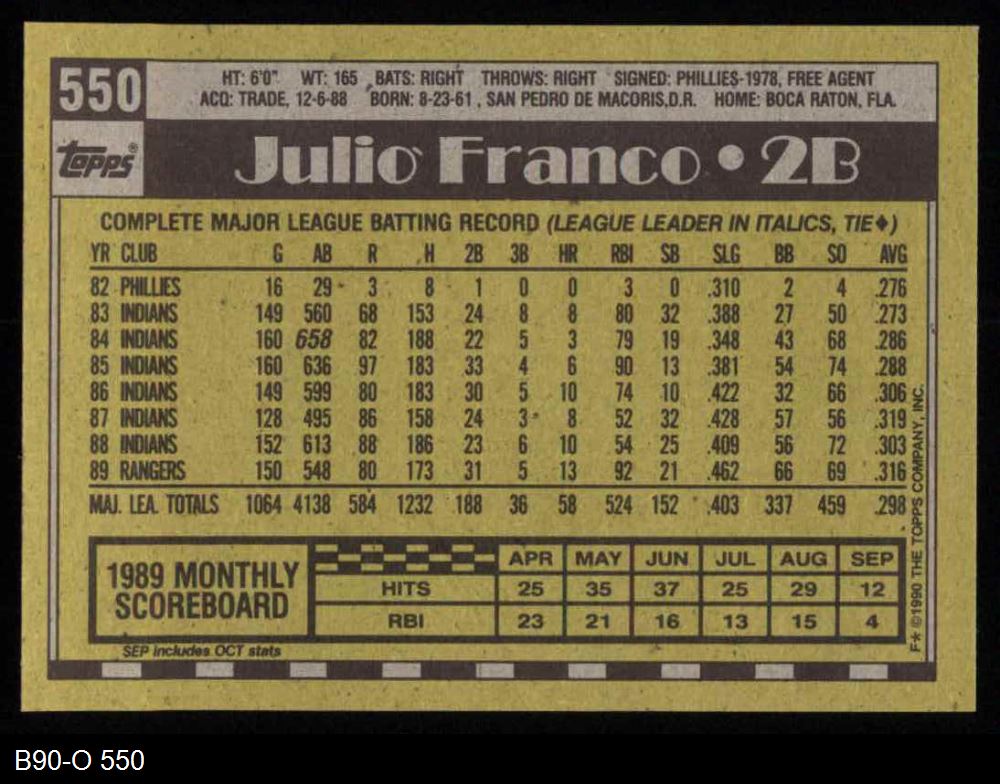 550
HT: 6'0" WT: 165 BATS: RIGHT THROWS: RIGHT SIGNED: PHILLIES-1978, FREE AGENT
ACQ: TRADE, 12-6-88 BORN: 8-23-61, SAN PEDRO DE MACORIS, D.R. HOME: BOCA RATON, FLA.
Topps®
Julio Franco • 2B
COMPLETE MAJOR LEAGUE BATTING RECORD (LEAGUE LEADER IN ITALICS, TIE♦)
YR CLUB G AB R H 2B 3B HR RBI SB SLG BB SO AVG
82 PHILLIES 16 29 3 8 1 0 0 3 0 .310 2 4 .276
83 INDIANS 149 560 68 153 24 8 8 80 32 .388 27 50 .273
84 INDIANS 160 658 82 188 22 5 3 79 19 .348 43 68 .286
85 INDIANS 160 636 97 183 33 4 6 90 13 .381 54 74 .288
86 INDIANS 149 599 80 183 30 5 10 74 10 .422 32 66 .306
87 INDIANS 128 495 86 158 24 3 8 52 32 .428 57 56 .319
88 INDIANS 152 613 88 186 23 6 10 54 25 .409 56 72 .303
89 RANGERS 150 548 80 173 31 5 13 92 21 .462 66 69 .316
MAJ. LEA. TOTALS 1064 4138 584 1232 188 36 58 524 152 .403 337 459 .298
1989 MONTHLY
SCOREBOARD
APR MAY JUN JUL AUG SEP
HITS 25 35 37 25 29 12
RBI 23 21 16 13 15 4
SEP includes OCT stats
F* ©1990 THE TOPPS COMPANY, INC.
B90-O 550